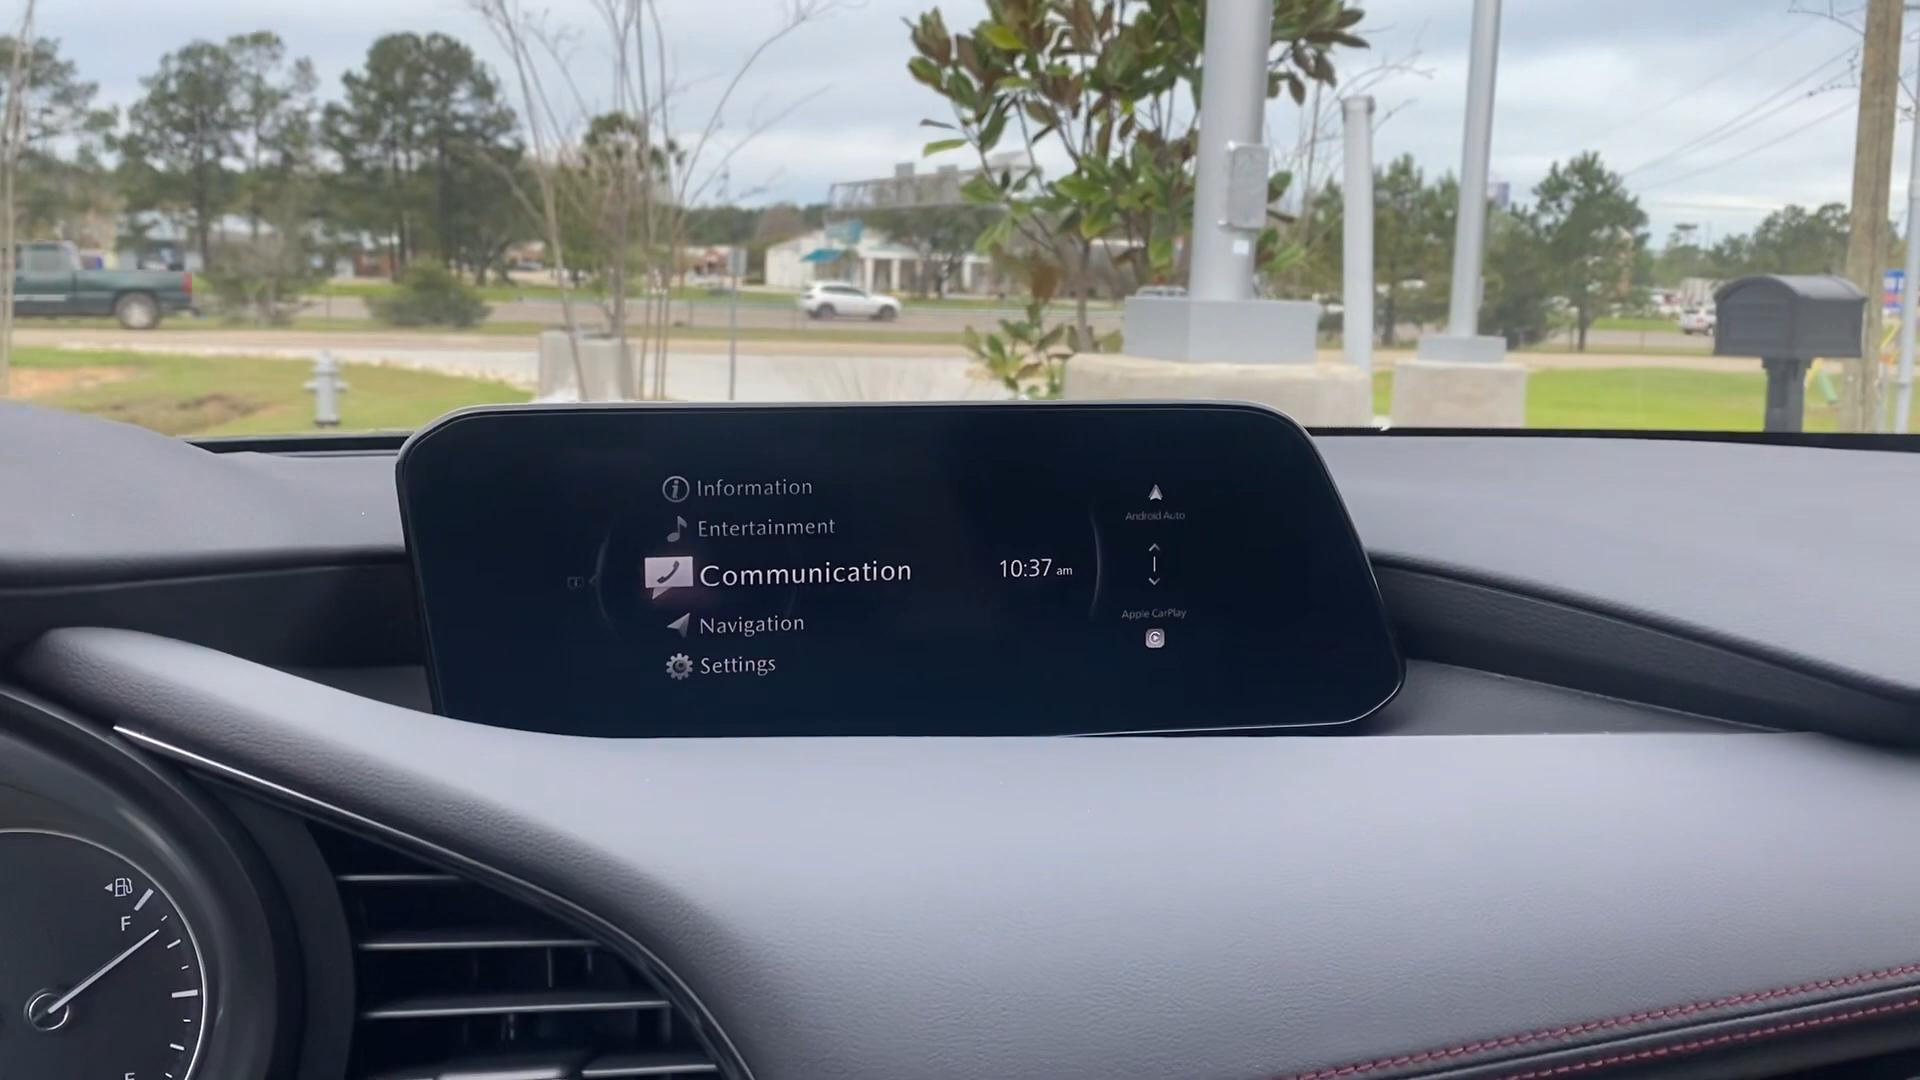 Information
Entertainment
Communication
Navigation
Settings
10:37 am
Android Auto
Apple CarPlay
F